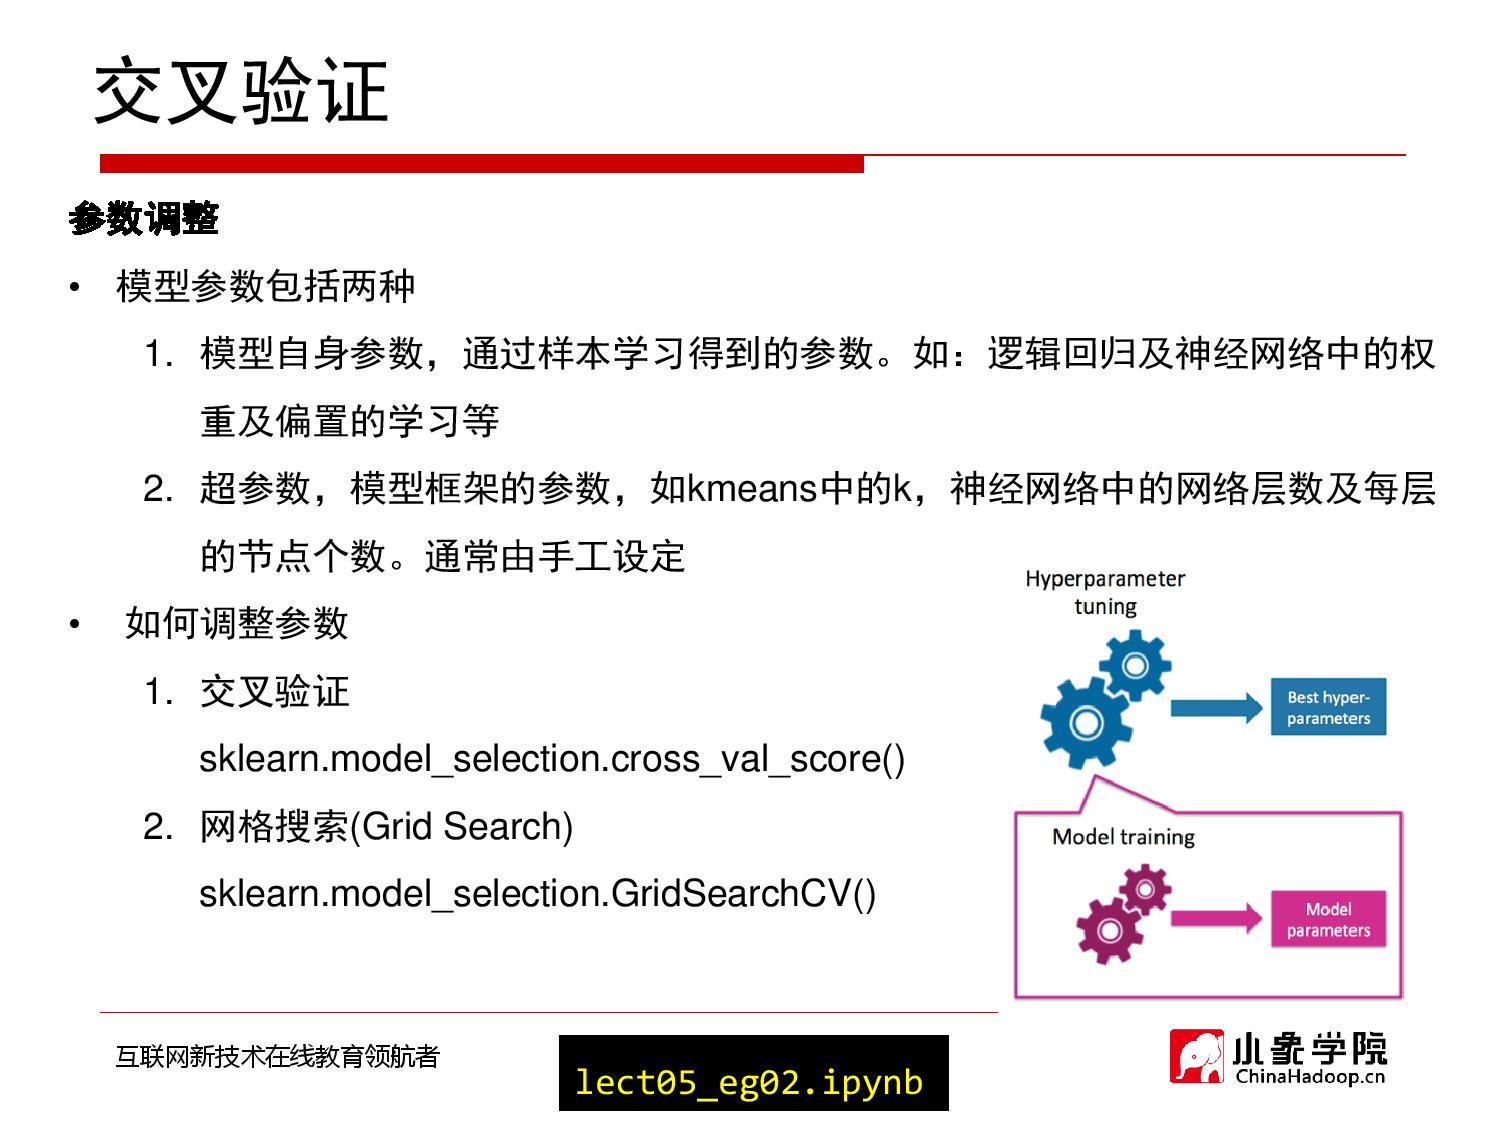 交叉验证
参数调整
• 模型参数包括两种
1. 模型自身参数，通过样本学习得到的参数。如：逻辑回归及神经网络中的权
重及偏置的学习等
2. 超参数，模型框架的参数，如kmeans中的k，神经网络中的网络层数及每层
的节点个数。通常由手工设定
• 如何调整参数
1. 交叉验证
sklearn.model_selection.cross_val_score()
2. 网格搜索(Grid Search)
sklearn.model_selection.GridSearchCV()
Hyperparameter
tuning
Best hyper-
parameters
Model training
Model
parameters
互联网新技术在线教育领航者
lect05_eg02.ipynb
小象学院
ChinaHadoop.cn